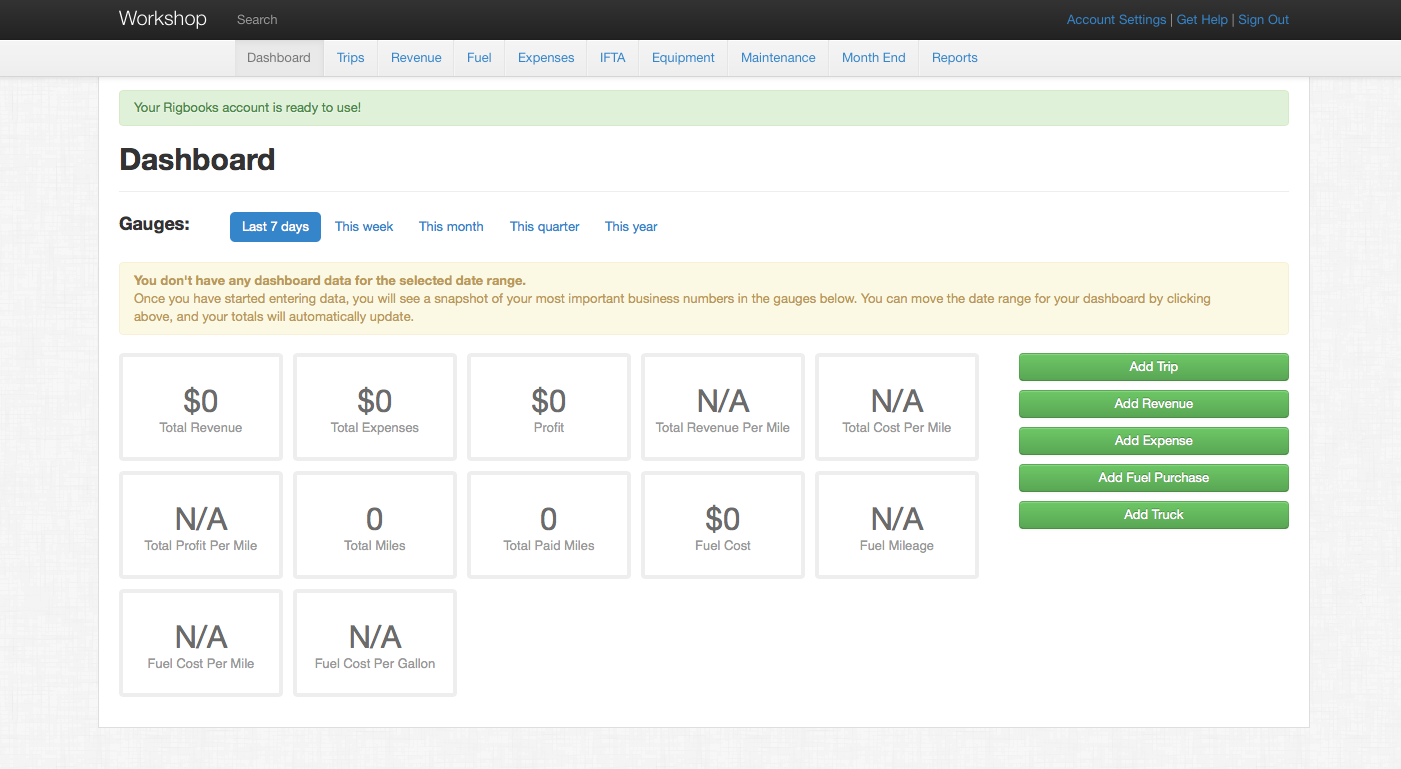 Workshop Search Account Settings | Get Help | Sign Out
Dashboard Trips Revenue Fuel Expenses IFTA Equipment Maintenance Month End Reports
Your Rigbooks account is ready to use!
Dashboard
Gauges: Last 7 days This week This month This quarter This year
You don't have any dashboard data for the selected date range.
Once you have started entering data, you will see a snapshot of your most important business numbers in the gauges below. You can move the date range for your dashboard by clicking
above, and your totals will automatically update.
$0
Total Revenue
$0
Total Expenses
$0
Profit
N/A
Total Revenue Per Mile
N/A
Total Cost Per Mile
N/A
Total Profit Per Mile
0
Total Miles
0
Total Paid Miles
$0
Fuel Cost
N/A
Fuel Mileage
N/A
Fuel Cost Per Mile
N/A
Fuel Cost Per Gallon
Add Trip
Add Revenue
Add Expense
Add Fuel Purchase
Add Truck